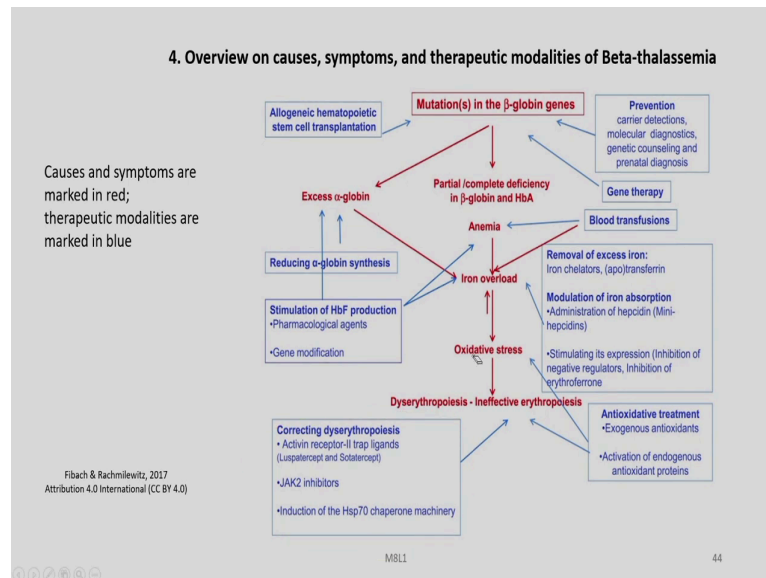 4. Overview on causes, symptoms, and therapeutic modalities of Beta-thalassemia
Allogeneic hematopoietic
stem cell transplantation
Mutation(s) in the β-globin genes
Prevention
carrier detections,
molecular diagnostics,
genetic counseling and
prenatal diagnosis
Causes and symptoms are
marked in red;
therapeutic modalities are
marked in blue
Excess α-globin
Partial /complete deficiency
in β-globin and HbA
Gene therapy
Anemia
Blood transfusions
Reducing α-globin synthesis
Iron overload
Removal of excess iron:
Iron chelators, (apo)transferrin
Modulation of iron absorption
•Administration of hepcidin (Mini-
hepcidins)
•Stimulating its expression (Inhibition of
negative regulators, Inhibition of
erythroferrone
Stimulation of HbF production
•Pharmacological agents
•Gene modification
Oxidative stress
Dyserythropoiesis - Ineffective erythropoiesis
Correcting dyserythropoiesis
• Activin receptor-II trap ligands
(Luspatercept and Sotatercept)
•JAK2 inhibitors
•Induction of the Hsp70 chaperone machinery
Antioxidative treatment
•Exogenous antioxidants
•Activation of endogenous
antioxidant proteins
Fibach & Rachmilewitz, 2017
Attribution 4.0 International (CC BY 4.0)
M8L1
44